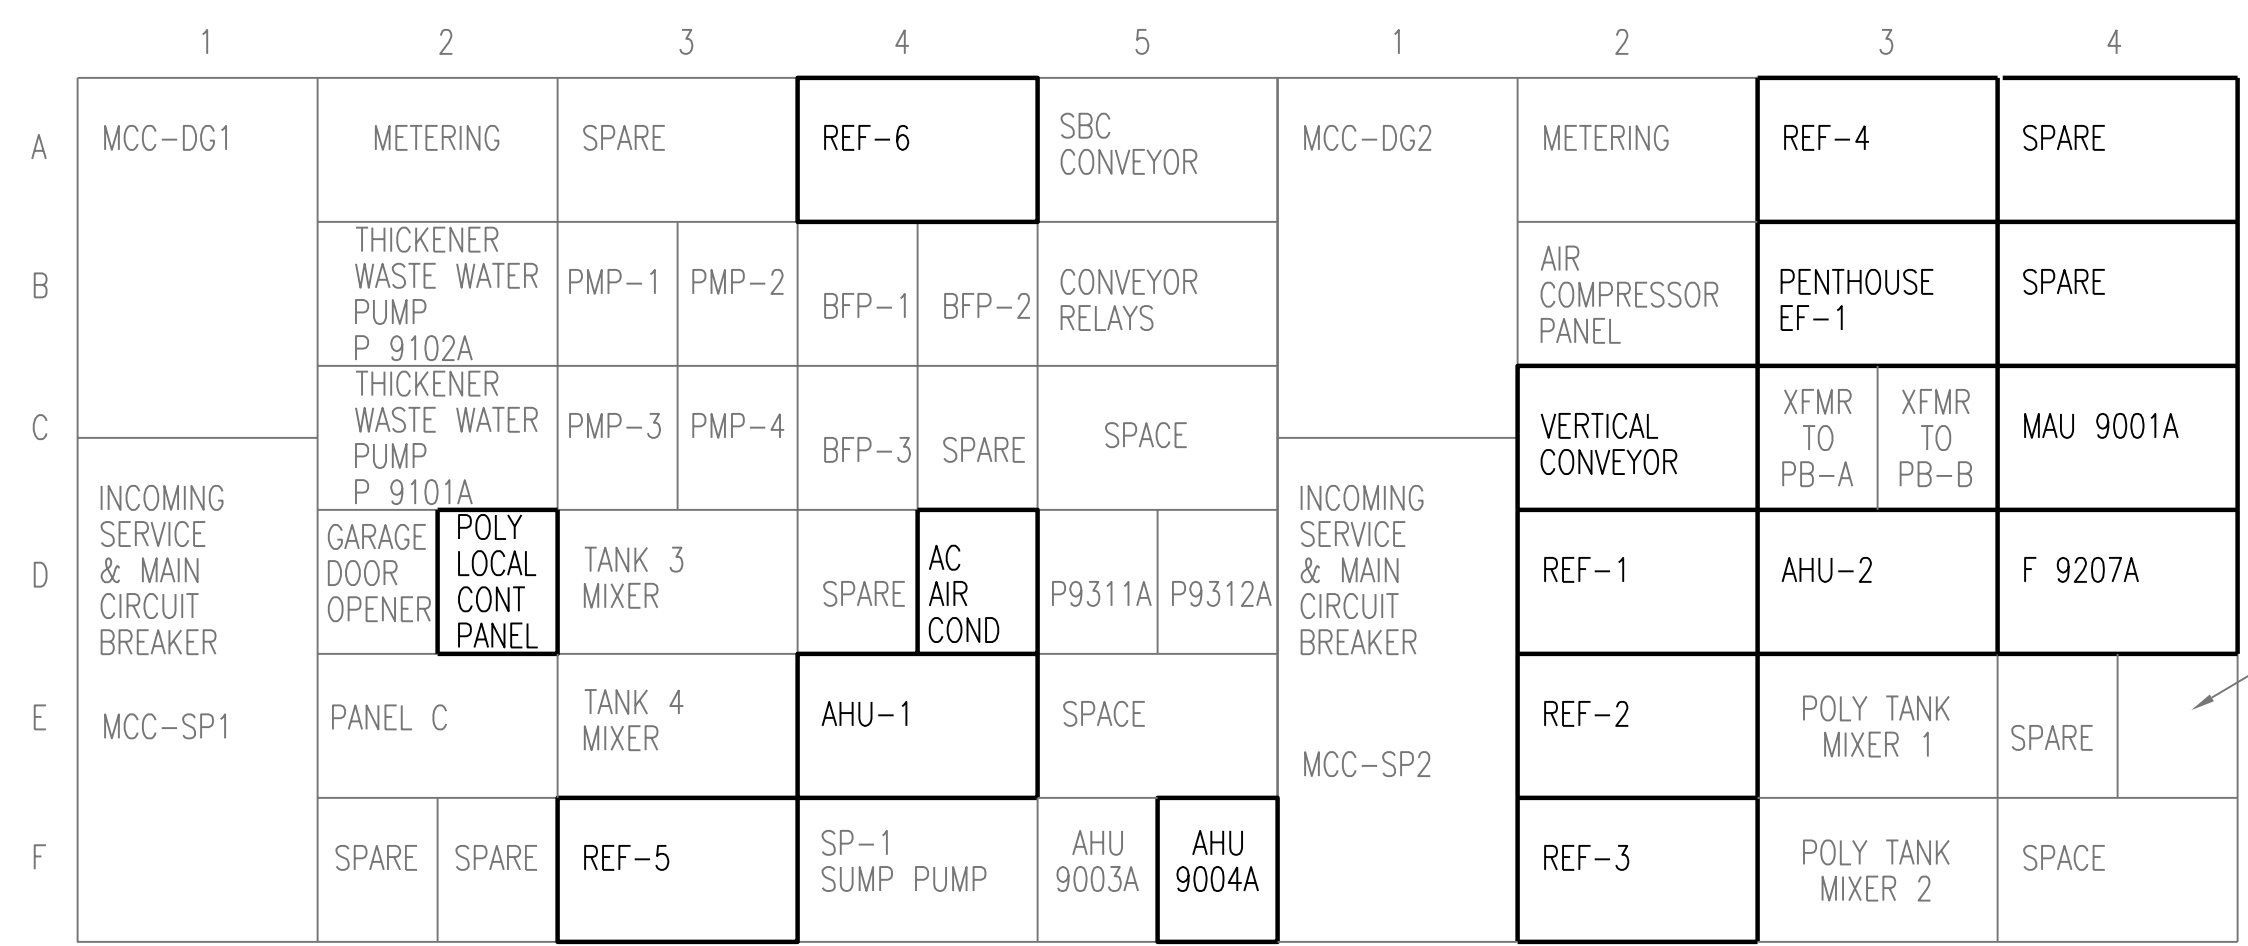 1 2 3 4 5 1 2 3 4
A
MCC-DG1
METERING
SPARE
REF-6
SBC
CONVEYOR
MCC-DG2
METERING
REF-4
SPARE
B
THICKENER
WASTE WATER
PUMP
P 9102A
PMP-1
PMP-2
BFP-1
BFP-2
CONVEYOR
RELAYS
AIR
COMPRESSOR
PANEL
PENTHOUSE
EF-1
SPARE
C
THICKENER
WASTE WATER
PUMP
P 9101A
PMP-3
PMP-4
BFP-3
SPARE
SPACE
VERTICAL
CONVEYOR
XFMR
TO
PB-A
XFMR
TO
PB-B
MAU 9001A
D
INCOMING
SERVICE
& MAIN
CIRCUIT
BREAKER
GARAGE
DOOR
OPENER
POLY
LOCAL
CONT
PANEL
TANK 3
MIXER
SPARE
AC
AIR
COND
P9311A
P9312A
INCOMING
SERVICE
& MAIN
CIRCUIT
BREAKER
REF-1
AHU-2
F 9207A
E
MCC-SP1
PANEL C
TANK 4
MIXER
AHU-1
SPACE
MCC-SP2
REF-2
POLY TANK
MIXER 1
SPARE
F
SPARE
SPARE
REF-5
SP-1
SUMP PUMP
AHU
9003A
AHU
9004A
REF-3
POLY TANK
MIXER 2
SPACE